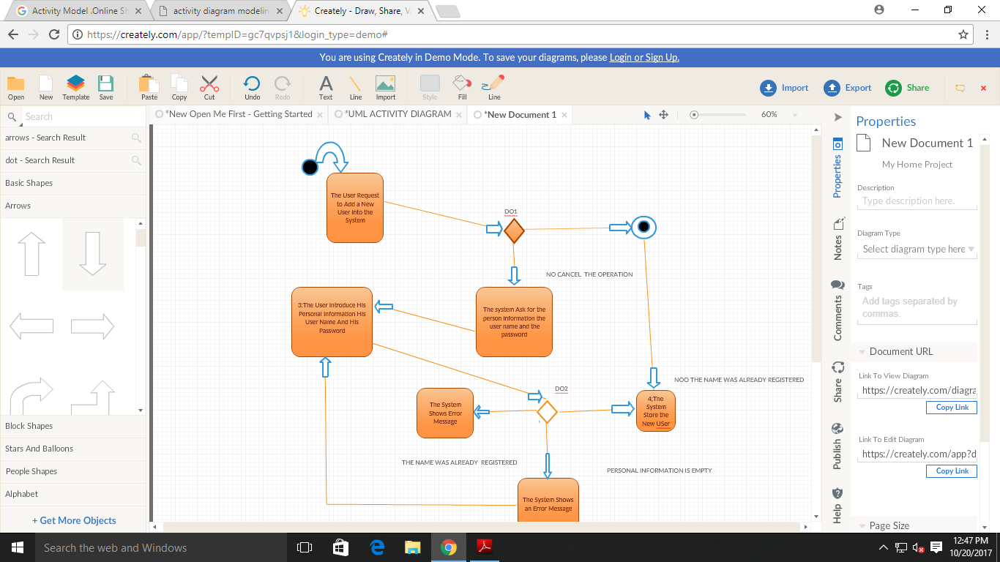 Activity Model .Online Sh
activity diagram modelin
Creately - Draw, Share, V
https://creately.com/app/?tempID=gc7qvpsj1&login_type=demo#
You are using Creately in Demo Mode. To save your diagrams, please Login or Sign Up.
Open
New
Template
Save
Paste
Copy
Cut
Undo
Redo
Text
Line
Import
Style
Fill
Line
Import
Export
Share
Search
*New Open Me First - Getting Started
*UML ACTIVITY DIAGRAM
*New Document 1
60%
arrows - Search Result
dot - Search Result
Basic Shapes
Arrows
Block Shapes
Stars And Balloons
People Shapes
Alphabet
+ Get More Objects
The User Request
to Add a New
User into the
System
DO1
NO CANCEL THE OPERATION
3:The User Introduce His
Personal Information His
User Name And His
Password
The system Ask for the
person information the
user name and the
password
DO2
NOO THE NAME WAS ALREADY REGISTERED
The System
Shows Error
Message
4;The
System
Store the
New USer
THE NAME WAS ALREADY REGISTERED
PERSONAL INFORMATION IS EMPTY
The System Shows
an Error Message
Properties
Notes
Comments
Share
Publish
Help
Properties
New Document 1
My Home Project
Description
Type description here.
Diagram Type
Select diagram type here
Tags
Add tags separated by
commas.
Document URL
Link To View Diagram
https://creately.com/diagra
Copy Link
Link To Edit Diagram
https://creately.com/app?d
Copy Link
Page Size
Search the web and Windows
12:47 PM
10/20/2017